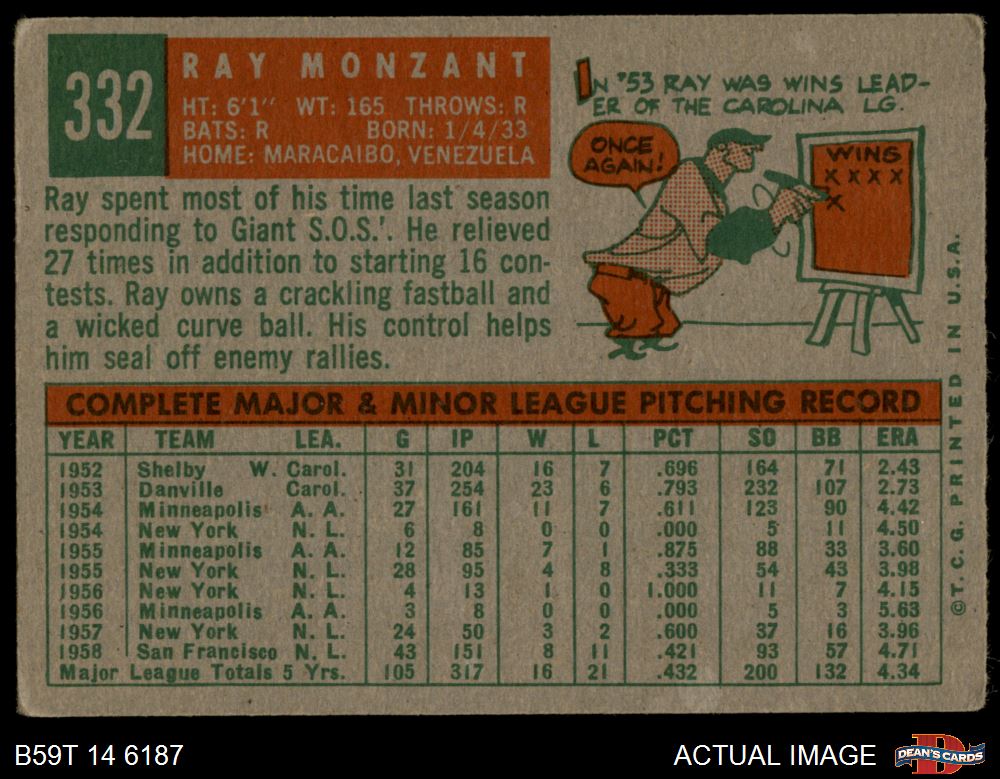 332
RAY MONZANT
HT: 6'1" WT: 165 THROWS: R
BATS: R BORN: 1/4/33
HOME: MARACAIBO, VENEZUELA
Ray spent most of his time last season
responding to Giant S.O.S.'. He relieved
27 times in addition to starting 16 con-
tests. Ray owns a crackling fastball and
a wicked curve ball. His control helps
him seal off enemy rallies.
IN '53 RAY WAS WINS LEAD-
ER OF THE CAROLINA LG.
ONCE
AGAIN!
WINS
X X X X
X
COMPLETE MAJOR & MINOR LEAGUE PITCHING RECORD
YEAR TEAM LEA. G IP W L PCT SO BB ERA
1952 Shelby W. Carol. 31 204 16 7 .696 164 71 2.43
1953 Danville Carol. 37 254 23 6 .793 232 107 2.73
1954 Minneapolis A. A. 27 161 11 7 .611 123 90 4.42
1954 New York N. L. 6 8 0 0 .000 5 11 4.50
1955 Minneapolis A. A. 12 85 7 1 .875 88 33 3.60
1955 New York N. L. 28 95 4 8 .333 54 43 3.98
1956 New York N. L. 4 13 1 0 1.000 11 7 4.15
1956 Minneapolis A. A. 3 8 0 0 .000 5 3 5.63
1957 New York N. L. 24 50 3 2 .600 37 16 3.96
1958 San Francisco N. L. 43 151 8 11 .421 93 57 4.71
Major League Totals 5 Yrs. 105 317 16 21 .432 200 132 4.34
©T. C. G. PRINTED IN U.S.A.
B59T 14 6187
ACTUAL IMAGE
D
DEAN'S CARDS